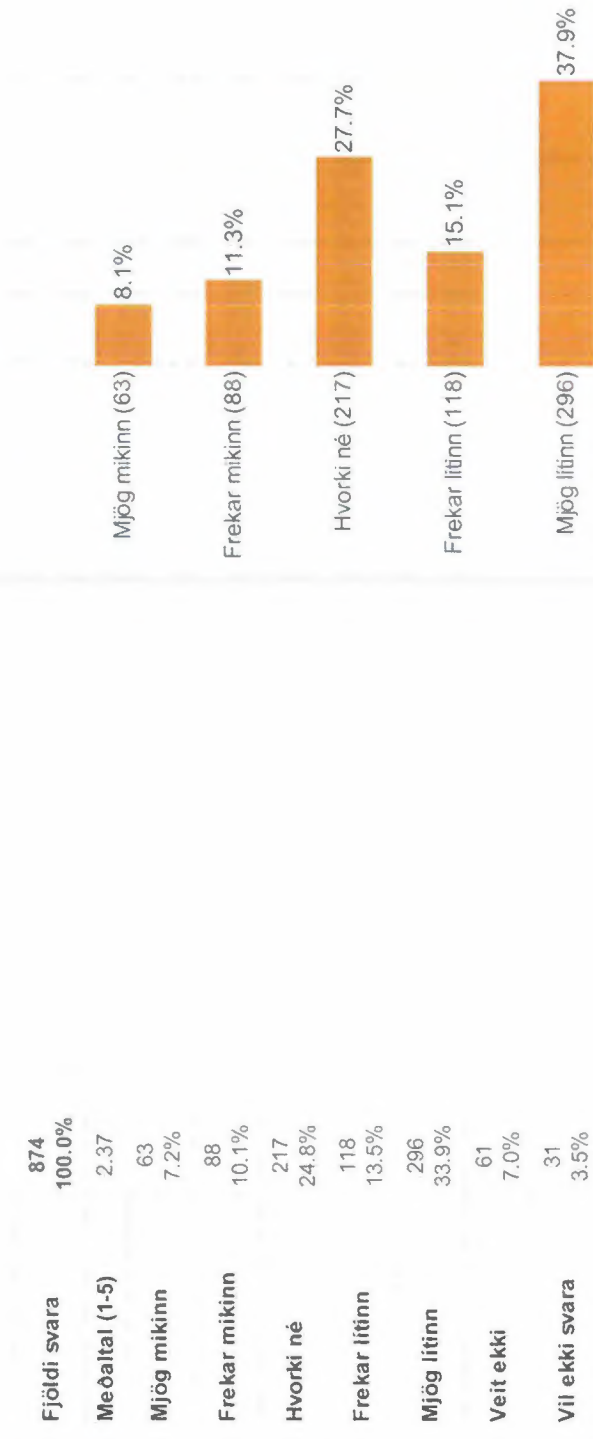 Fjöldi svara
874
100.0%
Meðaltal (1-5)
2.37
Mjög mikinn
63
7.2%
Frekar mikinn
88
10.1%
Hvorki né
217
24.8%
Frekar lítinn
118
13.5%
Mjög lítinn
296
33.9%
Veit ekki
61
7.0%
Vil ekki svara
31
3.5%
Mjög mikinn (63)
8.1%
Frekar mikinn (88)
11.3%
Hvorki né (217)
27.7%
Frekar lítinn (118)
15.1%
Mjög lítinn (296)
37.9%